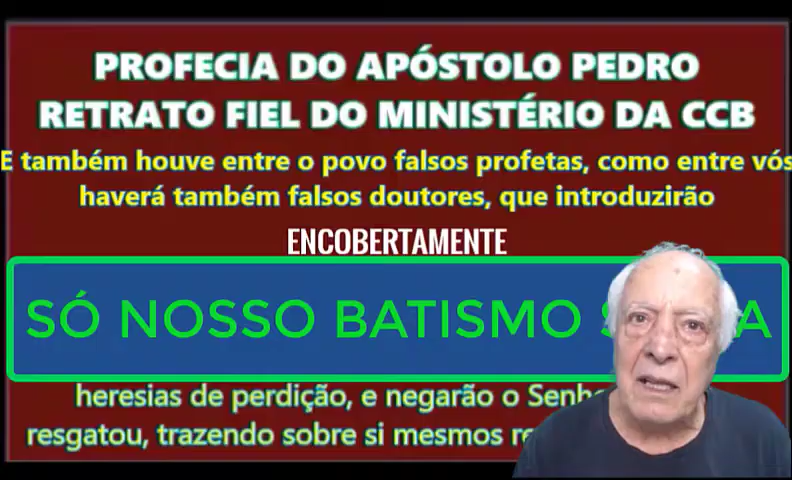 PROFECIA DO APÓSTOLO PEDRO
RETRATO FIEL DO MINISTÉRIO DA CCB
E também houve entre o povo falsos profetas, como entre vós
haverá também falsos doutores, que introduzirão
ENCOBERTAMENTE
SÓ NOSSO BATISMO
heresias de perdição, e negarão o
resgatou, trazendo sobre si mesmos